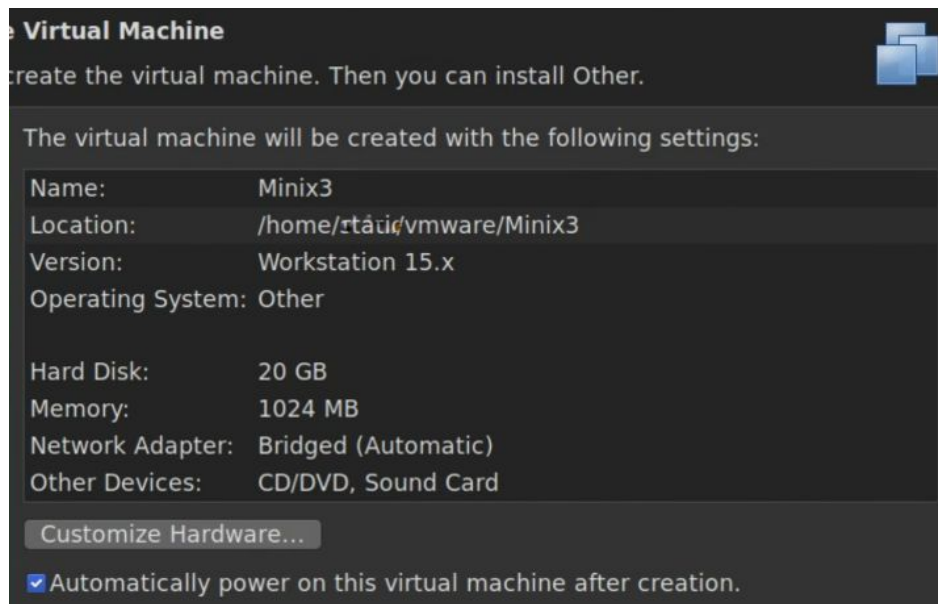 Virtual Machine
create the virtual machine. Then you can install Other.
The virtual machine will be created with the following settings:
Name: Minix3
Location: /home/static/vmware/Minix3
Version: Workstation 15.x
Operating System: Other
Hard Disk: 20 GB
Memory: 1024 MB
Network Adapter: Bridged (Automatic)
Other Devices: CD/DVD, Sound Card
Customize Hardware...
Automatically power on this virtual machine after creation.